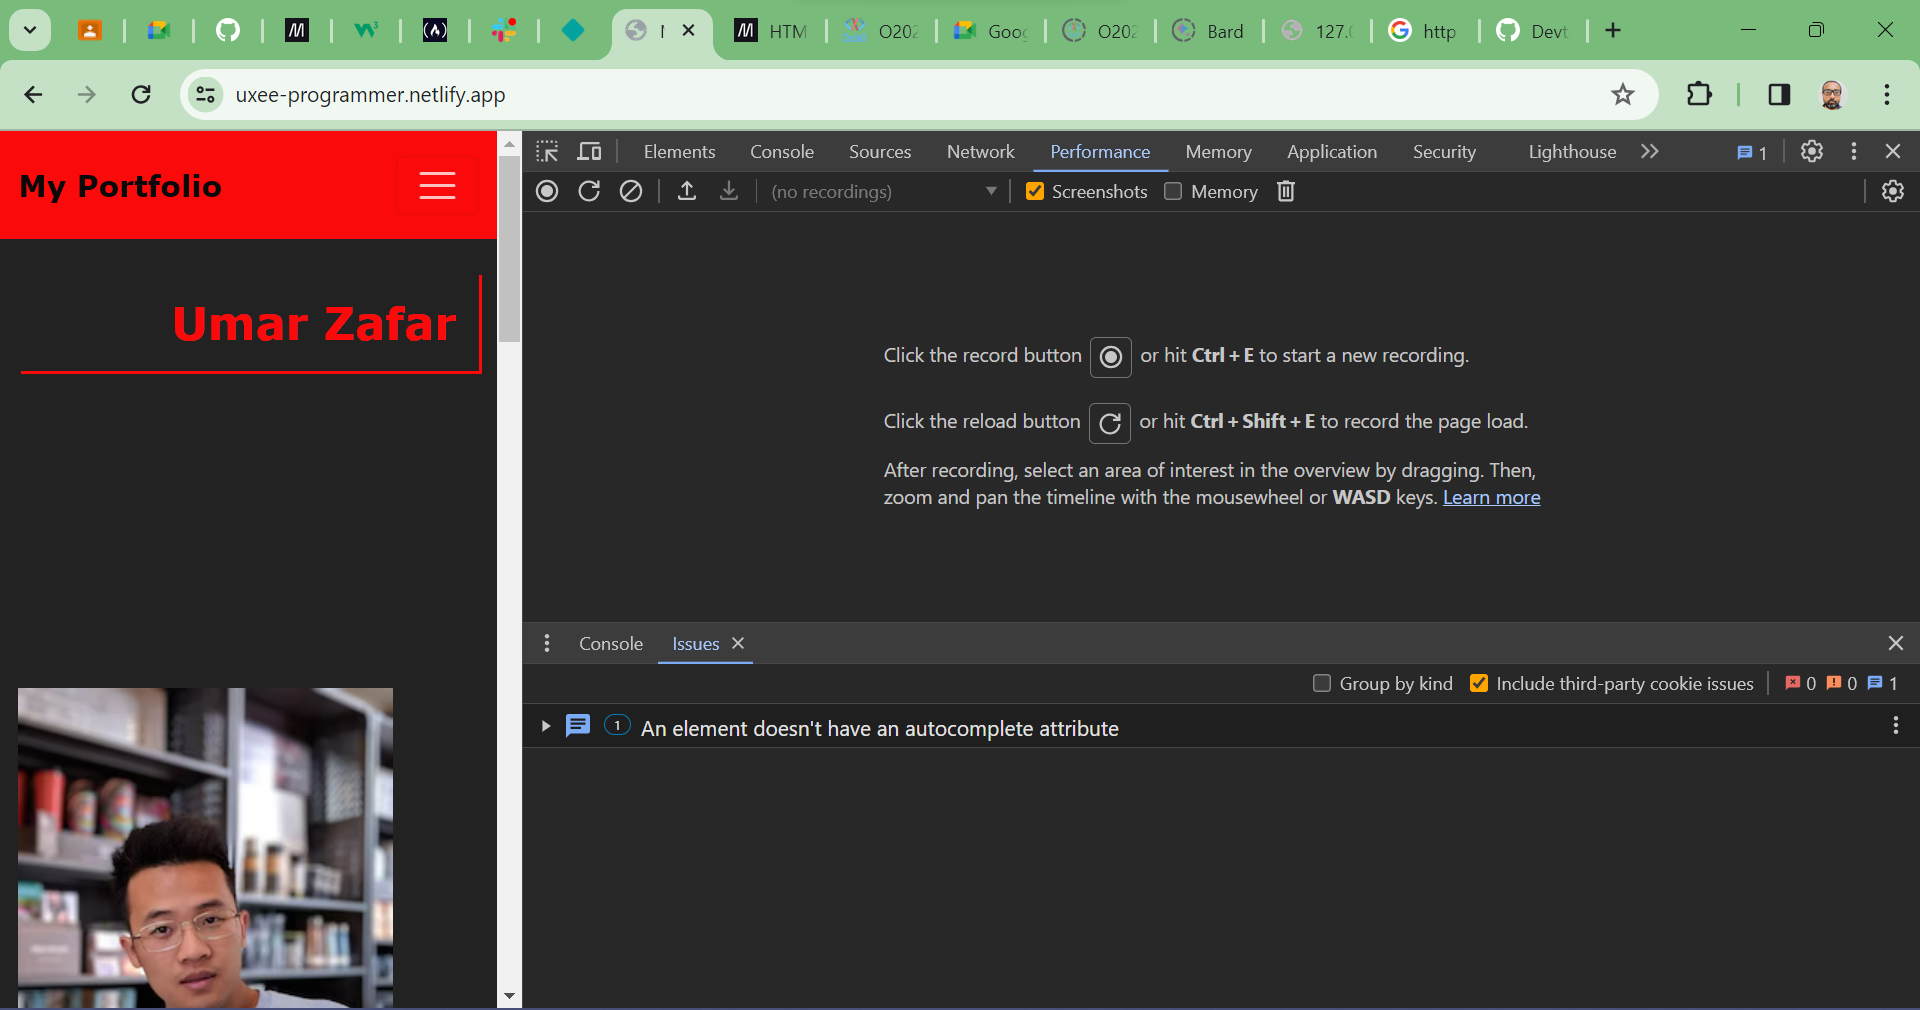 HTM
O202
Goog
O202
Bard
127.0
http
Devt
uxee-programmer.netlify.app
My Portfolio
Umar Zafar
Elements Console Sources Network Performance Memory Application Security Lighthouse 1
(no recordings) Screenshots Memory
Click the record button or hit Ctrl + E to start a new recording.
Click the reload button or hit Ctrl + Shift + E to record the page load.
After recording, select an area of interest in the overview by dragging. Then,
zoom and pan the timeline with the mousewheel or WASD keys. Learn more
Console Issues
Group by kind Include third-party cookie issues 0 0 1
1 An element doesn't have an autocomplete attribute